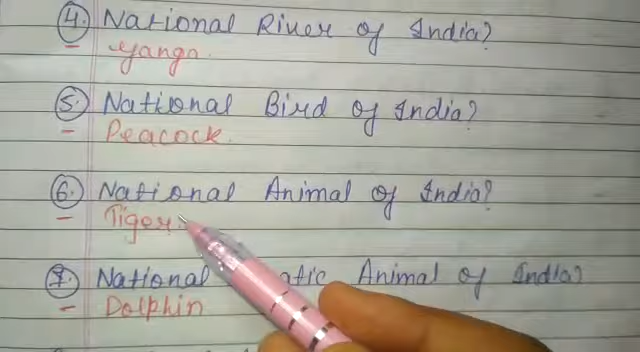 4. National River of India?
- Ganga
5. National Bird of India?
- Peacock.
6. National Animal of India?
- Tiger.
7. National atic Animal of India?
- Dolphin